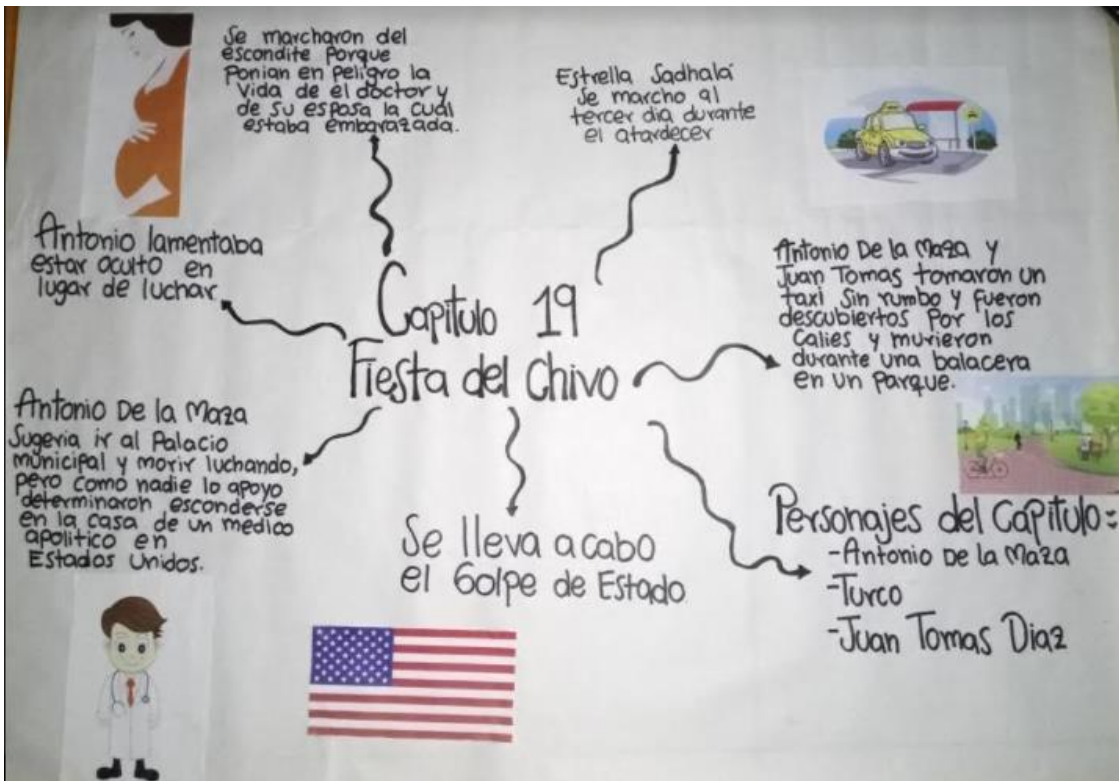 Se marcharon del
escondite Porque
Ponian en peligro la
Vida de el doctor y
de su esposa la cual
estaba embarazada.
Estrella Sadhalá
Se marcho al
tercer dia durante
el atardecer
Antonio lamentaba
estar oculto en
lugar de luchar
Capitulo 19
Fiesta del Chivo
Antonio De la Maza y
Juan Tomas tomaron un
taxi Sin rumbo y fueron
descubiertos Por los
Calies y murieron
durante una balacera
en un Parque.
Antonio De la Maza
Sugeria ir al Palacio
municipal y morir luchando,
pero como nadie lo apoyo
determinaron esconderse
en la casa de un medico
apolitico en
Estados Unidos.
Se lleva acabo
el Golpe de Estado
Personajes del Capitulo:
-Antonio De la Maza
-Turco
-Juan Tomas Diaz